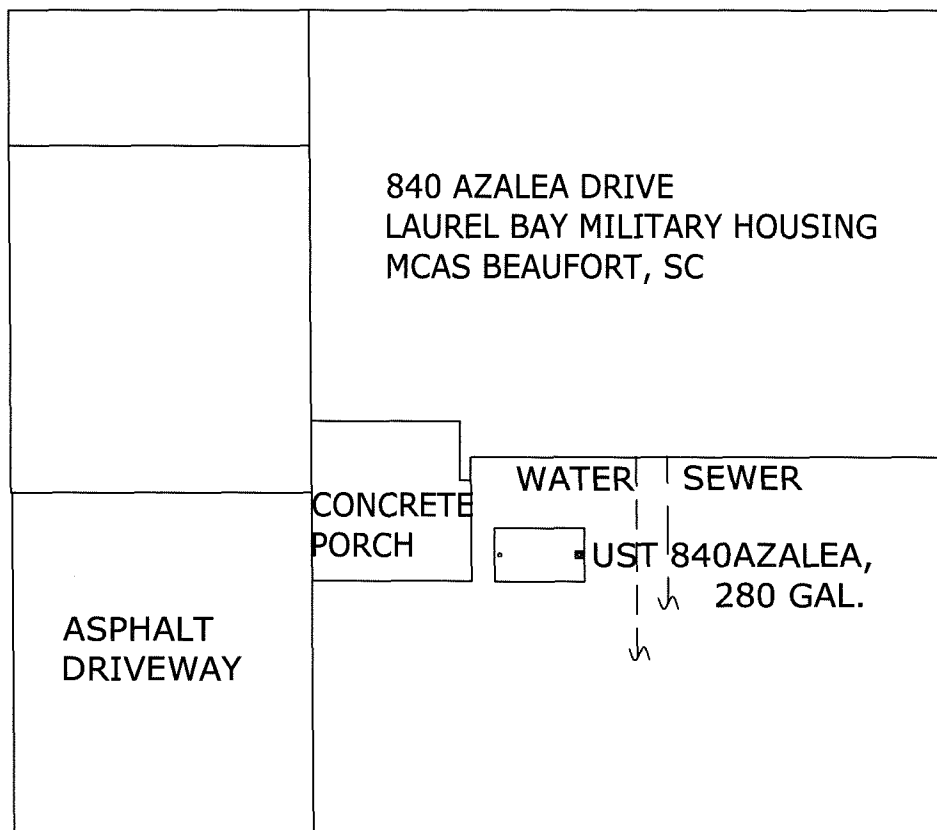 840 AZALEA DRIVE
LAUREL BAY MILITARY HOUSING
MCAS BEAUFORT, SC
WATER
SEWER
CONCRETE
PORCH
UST 840AZALEA,
280 GAL.
ASPHALT
DRIVEWAY